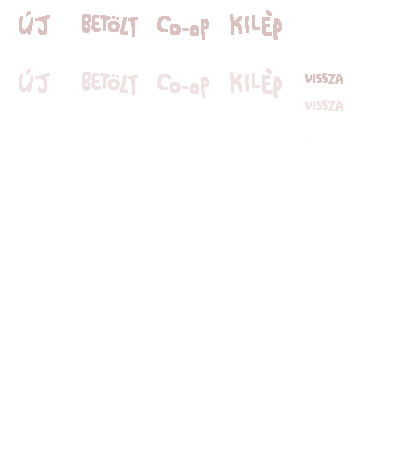 ÚJ BETÖLT Co-op KILÉP
ÚJ BETÖLT Co-op KILÉP VISSZA
VISSZA